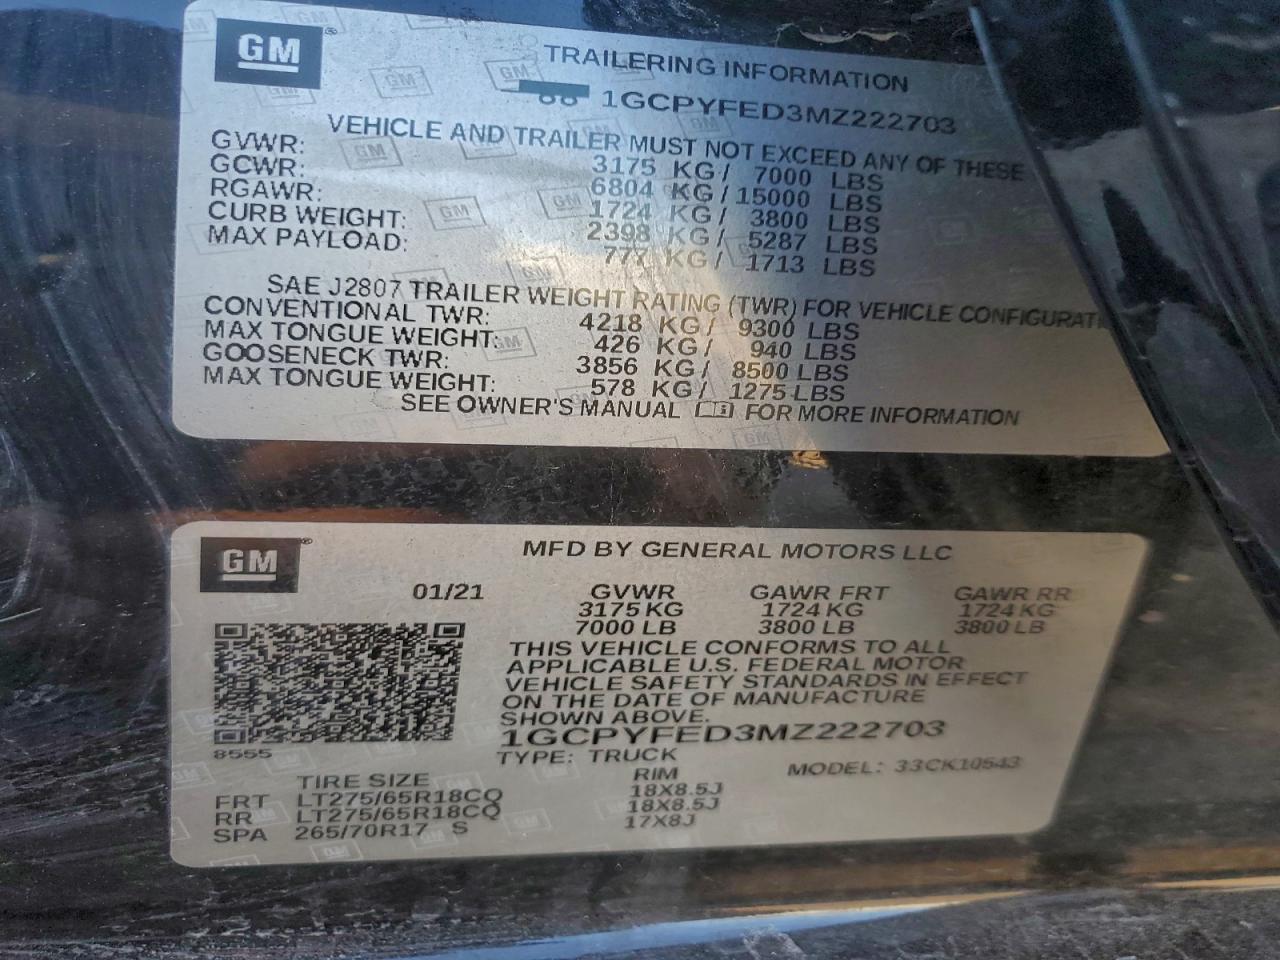 GM
TRAILERING INFORMATION
1GCPYFED3MZ222703
VEHICLE AND TRAILER MUST NOT EXCEED ANY OF THESE
GVWR: 3175 KG / 7000 LBS
GCWR: 6804 KG / 15000 LBS
RGAWR: 1724 KG / 3800 LBS
CURB WEIGHT: 2398 KG / 5287 LBS
MAX PAYLOAD: 777 KG / 1713 LBS
SAE J2807 TRAILER WEIGHT RATING (TWR) FOR VEHICLE CONFIGURATI
CONVENTIONAL TWR: 4218 KG / 9300 LBS
MAX TONGUE WEIGHT: 426 KG / 940 LBS
GOOSENECK TWR: 3856 KG / 8500 LBS
MAX TONGUE WEIGHT: 578 KG / 1275 LBS
SEE OWNER'S MANUAL FOR MORE INFORMATION
GM
MFD BY GENERAL MOTORS LLC
01/21 GVWR GAWR FRT GAWR RR
3175 KG 1724 KG 1724 KG
7000 LB 3800 LB 3800 LB
THIS VEHICLE CONFORMS TO ALL
APPLICABLE U.S. FEDERAL MOTOR
VEHICLE SAFETY STANDARDS IN EFFECT
ON THE DATE OF MANUFACTURE
SHOWN ABOVE.
1GCPYFED3MZ222703
8555
TYPE: TRUCK MODEL: 33CK10543
TIRE SIZE RIM
FRT LT275/65R18CQ 18X8.5J
RR LT275/65R18CQ 18X8.5J
SPA 265/70R17 S 17X8J